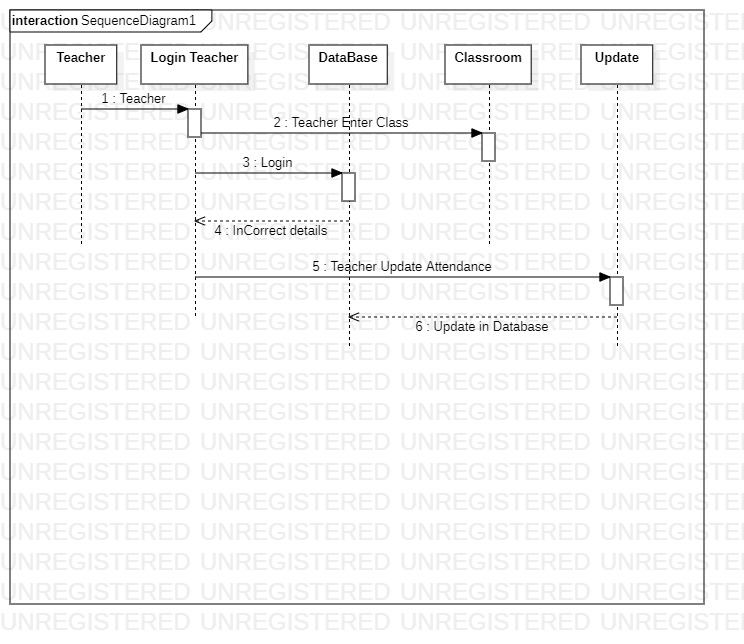 interaction SequenceDiagram1
Teacher
Login Teacher
DataBase
Classroom
Update
1 : Teacher
2 : Teacher Enter Class
3 : Login
4 : InCorrect details
5 : Teacher Update Attendance
6 : Update in Database
UNREGISTERED UNREGISTERED UNREGISTERED UNREGISTERED